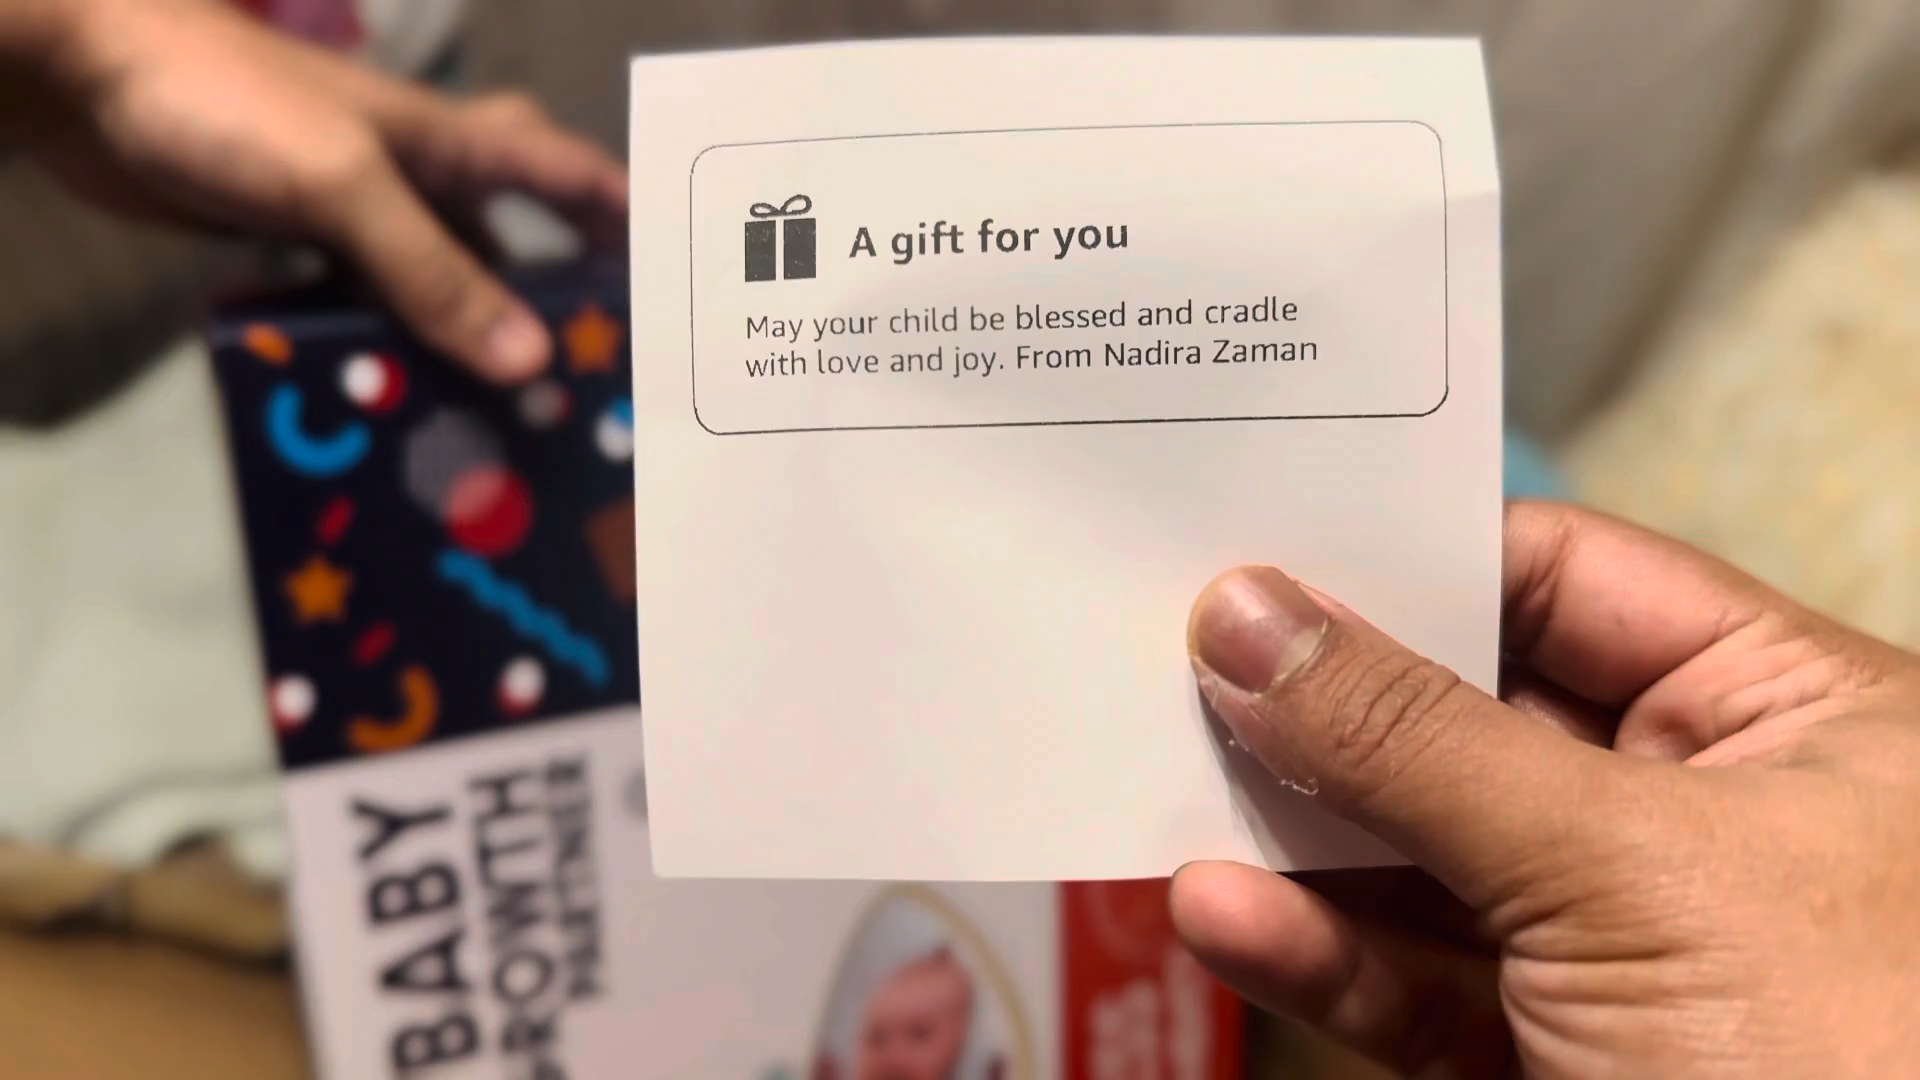 A gift for you
May your child be blessed and cradle
with love and joy. From Nadira Zaman
BABY
GROWTH
PARTNER